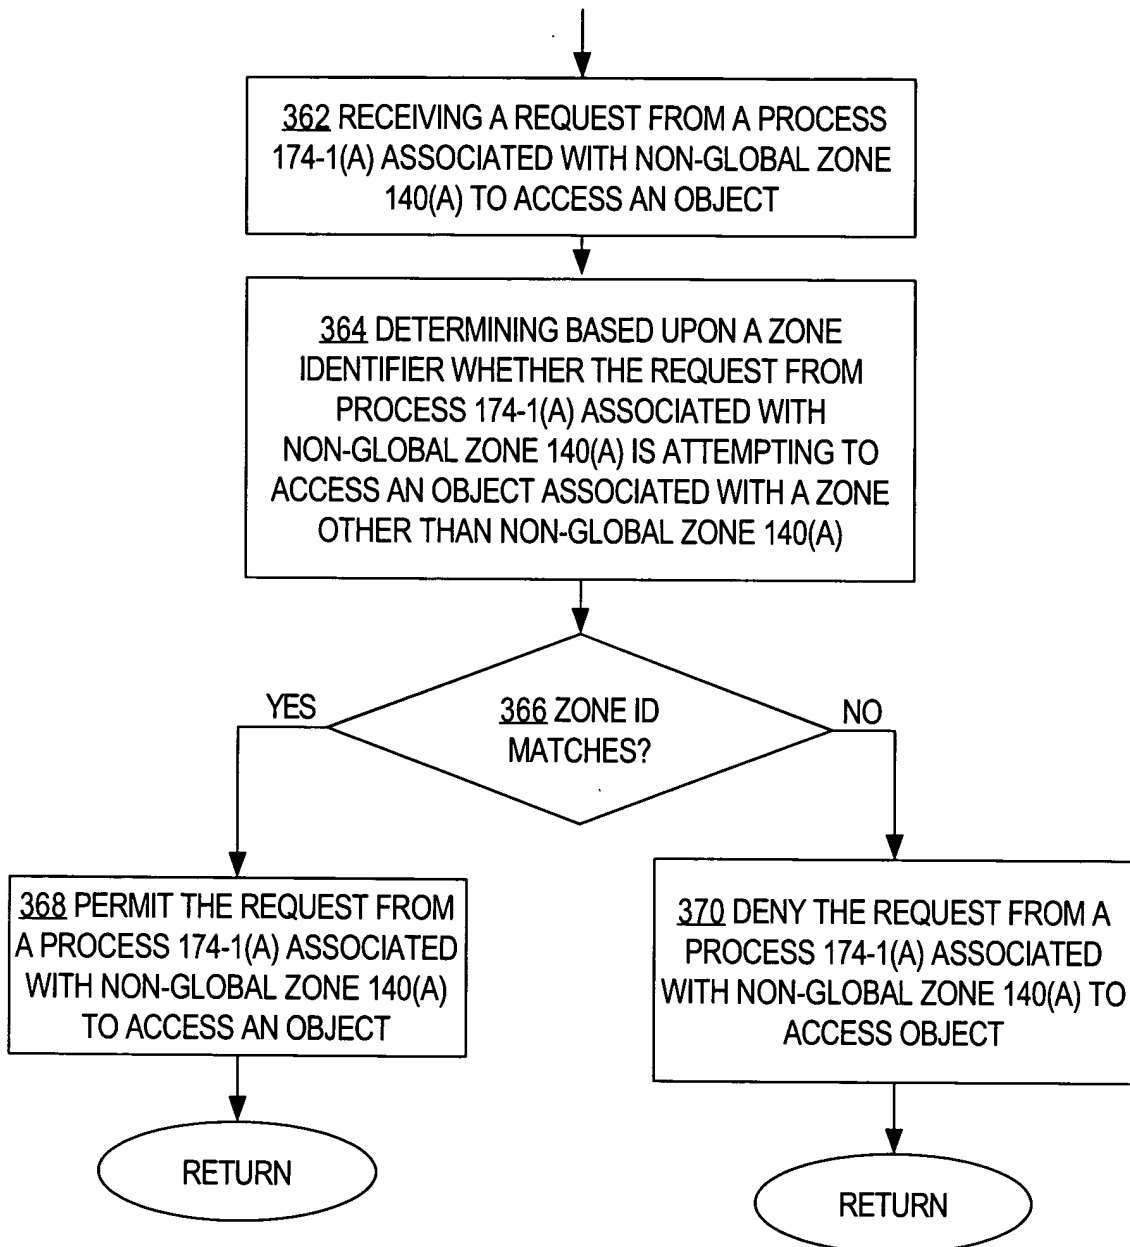 362 RECEIVING A REQUEST FROM A PROCESS
174-1(A) ASSOCIATED WITH NON-GLOBAL ZONE
140(A) TO ACCESS AN OBJECT
364 DETERMINING BASED UPON A ZONE
IDENTIFIER WHETHER THE REQUEST FROM
PROCESS 174-1(A) ASSOCIATED WITH
NON-GLOBAL ZONE 140(A) IS ATTEMPTING TO
ACCESS AN OBJECT ASSOCIATED WITH A ZONE
OTHER THAN NON-GLOBAL ZONE 140(A)
YES
366 ZONE ID
MATCHES?
NO
368 PERMIT THE REQUEST FROM
A PROCESS 174-1(A) ASSOCIATED
WITH NON-GLOBAL ZONE 140(A)
TO ACCESS AN OBJECT
370 DENY THE REQUEST FROM A
PROCESS 174-1(A) ASSOCIATED
WITH NON-GLOBAL ZONE 140(A) TO
ACCESS OBJECT
RETURN
RETURN